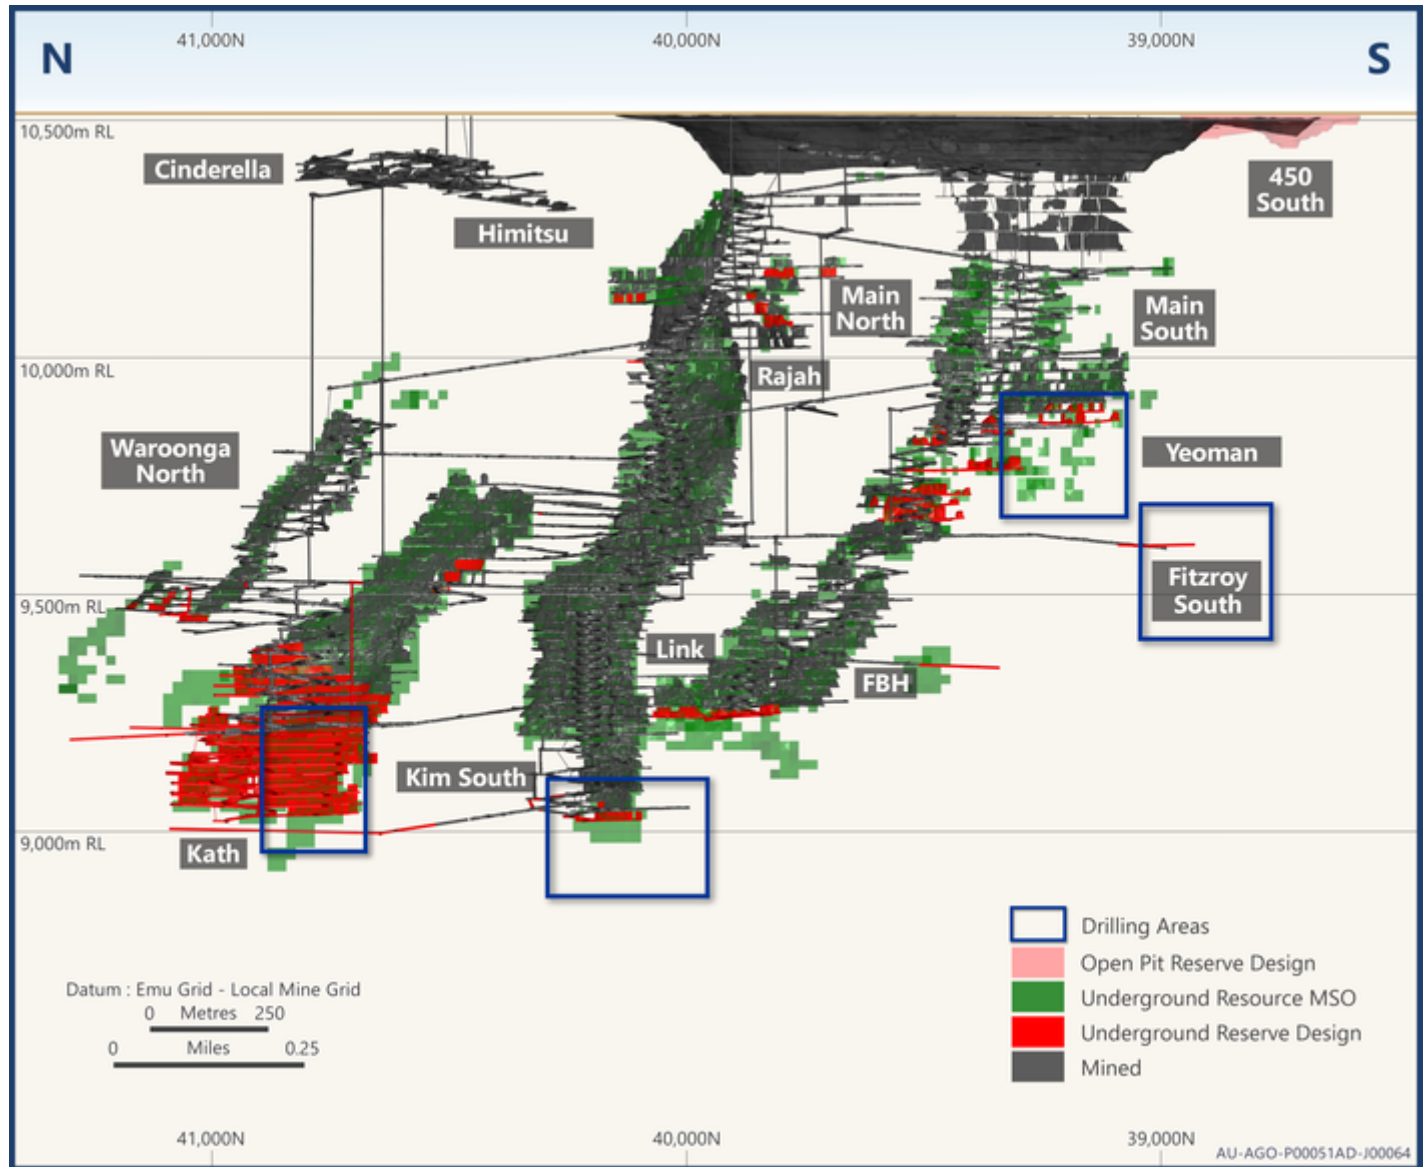 41,000N 40,000N 39,000N
N S
10,500m RL
Cinderella
450
South
Himitsu
Main
North
Main
South
10,000m RL
Rajah
Waroonga
North
Yeoman
Fitzroy
South
9,500m RL
Link
FBH
Kim South
9,000m RL
Kath
Drilling Areas
Open Pit Reserve Design
Underground Resource MSO
Underground Reserve Design
Mined
Datum : Emu Grid - Local Mine Grid
0 Metres 250
0 Miles 0.25
41,000N 40,000N 39,000N
AU-AGO-P00051AD-J00064